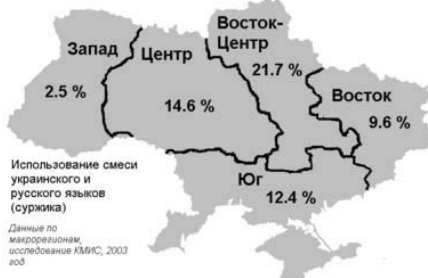 Запад
2.5 %
Центр
14.6 %
Восток-
Центр
21.7 %
Восток
9.6 %
Юг
12.4 %
Использование смеси
украинского и
русского языков
(суржика)
Данные по
макрорегионам,
исследование КМИС, 2003
год